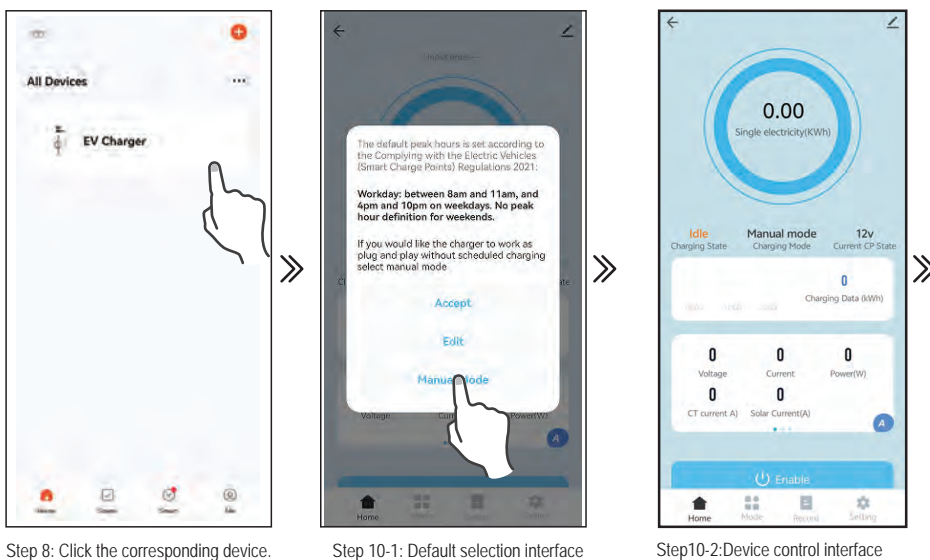 All Devices
...
EV Charger
Home
Scene
Smart
Me
Step 8: Click the corresponding device.
The default peak hours is set according to
the Complying with the Electric Vehicles
(Smart Charge Points) Regulations 2021:
Workday: between 8am and 11am, and
4pm and 10pm on weekdays. No peak
hour definition for weekends.
If you would like the charger to work as
plug and play without scheduled charging
select manual mode
Accept
Edit
Manual Mode
Voltage
Power(W)
A
Home
Step 10-1: Default selection interface
0.00
Single electricity(KWh)
Idle Manual mode 12v
Charging State Charging Mode Current CP State
0
Charging Data (kWh)
0 0 0
Voltage Current Power(W)
0 0
CT current A) Solar Current(A)
A
Enable
Home Mode Record Setting
Step10-2:Device control interface